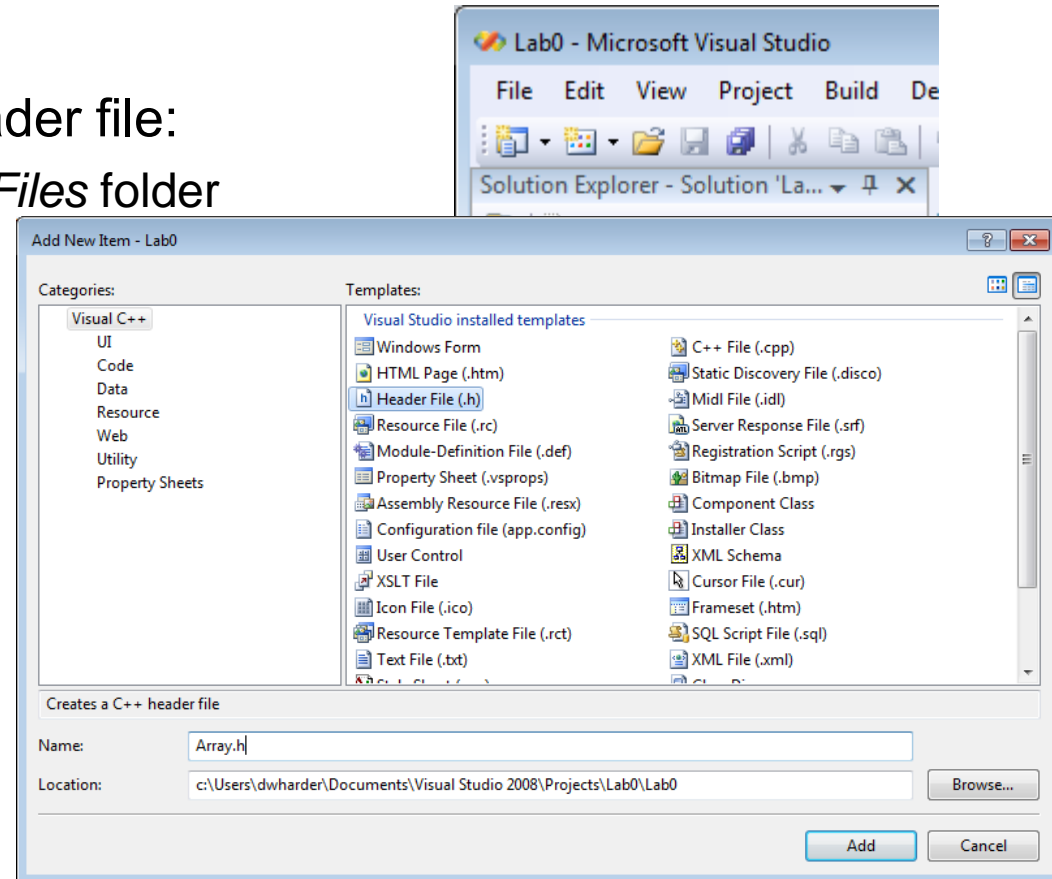 Lab0 - Microsoft Visual Studio
File Edit View Project Build De
ader file:
Files folder
Solution Explorer - Solution 'La...
Add New Item - Lab0
Categories:
Templates:
Visual C++
UI
Code
Data
Resource
Web
Utility
Property Sheets
Visual Studio installed templates
Windows Form
C++ File (.cpp)
HTML Page (.htm)
Static Discovery File (.disco)
Header File (.h)
Midl File (.idl)
Resource File (.rc)
Server Response File (.srf)
Module-Definition File (.def)
Registration Script (.rgs)
Property Sheet (.vsprops)
Bitmap File (.bmp)
Assembly Resource File (.resx)
Component Class
Configuration file (app.config)
Installer Class
User Control
XML Schema
XSLT File
Cursor File (.cur)
Icon File (.ico)
Frameset (.htm)
Resource Template File (.rct)
SQL Script File (.sql)
Text File (.txt)
XML File (.xml)
Creates a C++ header file
Name:
Array.h
Location:
c:\Users\dwharder\Documents\Visual Studio 2008\Projects\Lab0\Lab0
Browse...
Add
Cancel